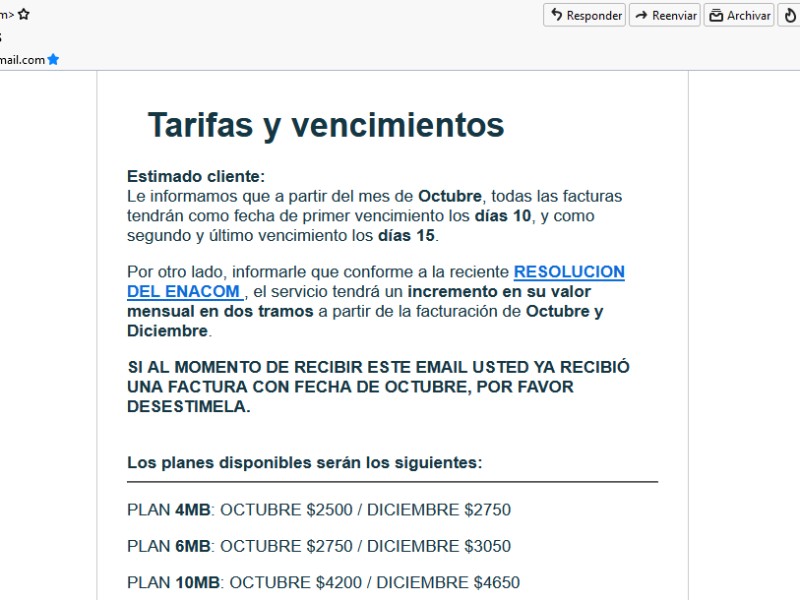 m>
Responder Reenviar Archivar
s
mail.com
Tarifas y vencimientos
Estimado cliente:
Le informamos que a partir del mes de Octubre, todas las facturas
tendrán como fecha de primer vencimiento los días 10, y como
segundo y último vencimiento los días 15.
Por otro lado, informarle que conforme a la reciente RESOLUCION
DEL ENACOM , el servicio tendrá un incremento en su valor
mensual en dos tramos a partir de la facturación de Octubre y
Diciembre.
SI AL MOMENTO DE RECIBIR ESTE EMAIL USTED YA RECIBIÓ
UNA FACTURA CON FECHA DE OCTUBRE, POR FAVOR
DESESTIMELA.
Los planes disponibles serán los siguientes:
PLAN 4MB: OCTUBRE $2500 / DICIEMBRE $2750
PLAN 6MB: OCTUBRE $2750 / DICIEMBRE $3050
PLAN 10MB: OCTUBRE $4200 / DICIEMBRE $4650